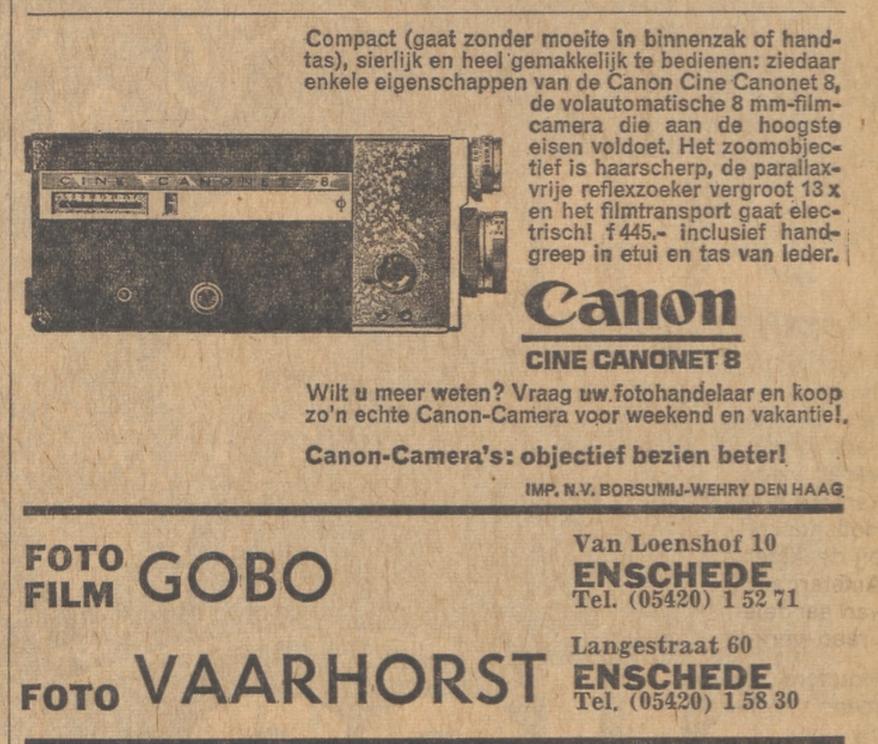 Compact (gaat zonder moeite in binnenzak of hand-
tas), sierlijk en heel gemakkelijk te bedienen: ziedaar
enkele eigenschappen van de Canon Cine Canonet 8,
de volautomatische 8 mm-film-
camera die aan de hoogste
eisen voldoet. Het zoomobjec-
tief is haarscherp, de parallax-
vrije reflexzoeker vergroot 13 x
en het filmtransport gaat elec-
trisch! f 445.- inclusief hand-
greep in etui en tas van leder.
CINE CANONET 8
Canon
CINE CANONET 8
Wilt u meer weten? Vraag uw fotohandelaar en koop
zo'n echte Canon-Camera voor weekend en vakantie!
Canon-Camera's: objectief bezien beter!
IMP. N.V. BORSUMIJ-WEHRY DEN HAAG
FOTO
FILM GOBO
Van Loenshof 10
ENSCHEDE
Tel. (05420) 1 52 71
FOTO VAARHORST
Langestraat 60
ENSCHEDE
Tel. (05420) 1 58 30